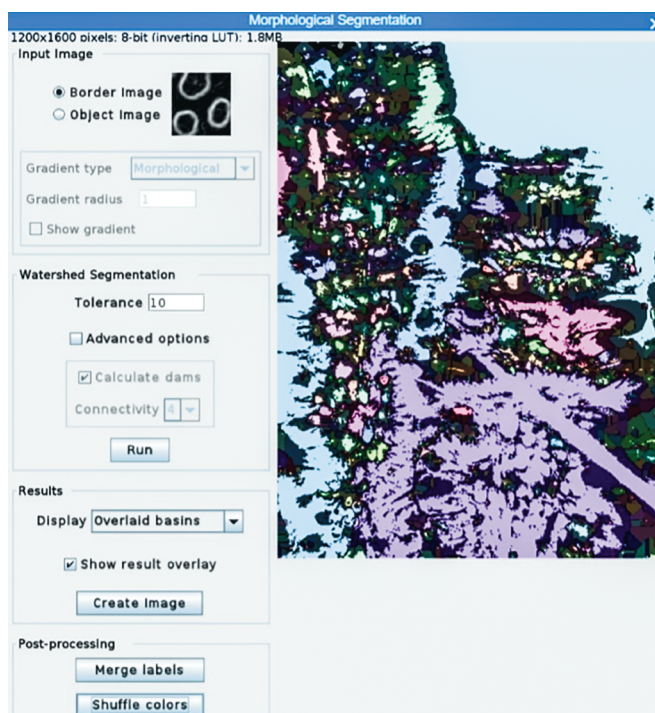 Morphological Segmentation
1200x1600 pixels; 8-bit (inverting LUT); 1.8MB
Input Image
Border Image
Object Image
Gradient type Morphological
Gradient radius 1
Show gradient
Watershed Segmentation
Tolerance 10
Advanced options
Calculate dams
Connectivity 4
Run
Results
Display Overlaid basins
Show result overlay
Create Image
Post-processing
Merge labels
Shuffle colors